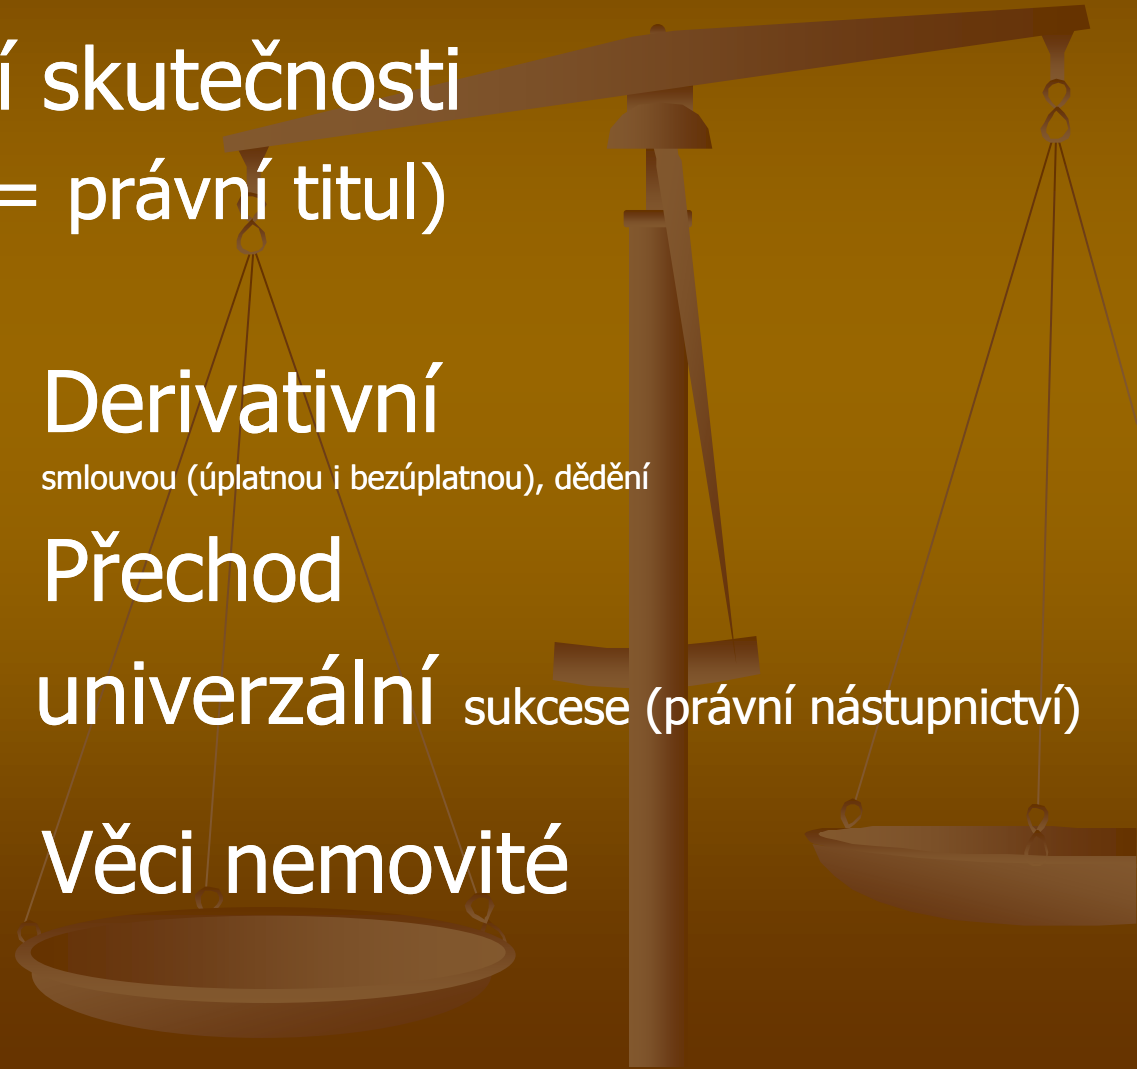 í skutečnosti
= právní titul)
Derivativní
smlouvou (úplatnou i bezúplatnou), dědění
Přechod
univerzální sukcese (právní nástupnictví)
Věci nemovité